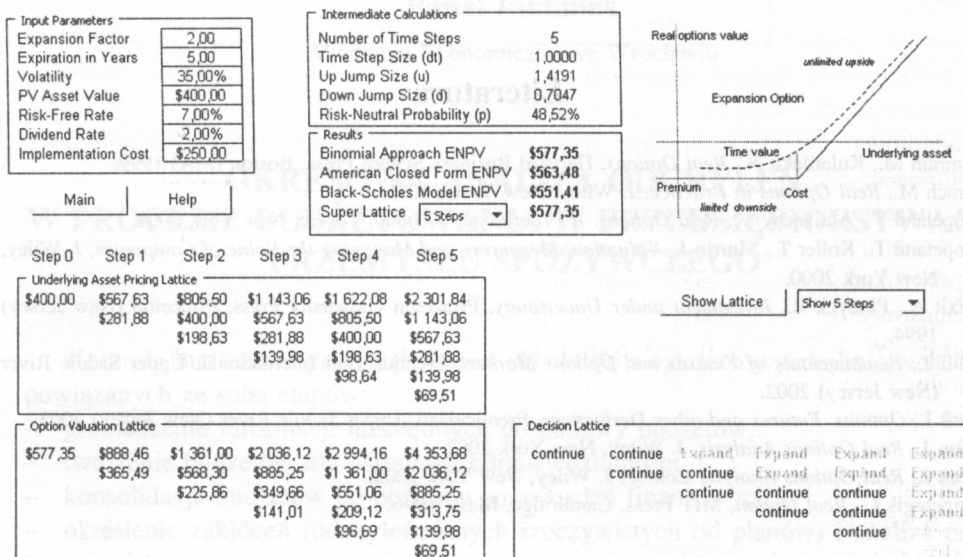 Input Parameters
Expansion Factor 2,00
Expiration in Years 5,00
Volatility 35,00%
PV Asset Value $400,00
Risk-Free Rate 7,00%
Dividend Rate 2,00%
Implementation Cost $250,00
Main Help
Intermediate Calculations
Number of Time Steps 5
Time Step Size (dt) 1,0000
Up Jump Size (u) 1,4191
Down Jump Size (d) 0,7047
Risk-Neutral Probability (p) 48,52%
Results
Binomial Approach ENPV $577,35
American Closed Form ENPV $563,48
Black-Scholes Model ENPV $551,41
Super Lattice 5 Steps $577,35
Real options value
unlimited upside
Expansion Option
Time value
Underlying asset
Premium
Cost
limited downside
Show Lattice Show 5 Steps
Step 0 Step 1 Step 2 Step 3 Step 4 Step 5
Underlying Asset Pricing Lattice
$400,00 $567,63 $805,50 $1 143,06 $1 622,08 $2 301,84
$281,88 $400,00 $567,63 $805,50 $1 143,06
$198,63 $281,88 $400,00 $567,63
$139,98 $198,63 $281,88
$98,64 $139,98
$69,51
Option Valuation Lattice
$577,35 $888,46 $1 361,00 $2 036,12 $2 994,16 $4 353,68
$365,49 $568,30 $885,25 $1 361,00 $2 036,12
$225,86 $349,66 $551,06 $885,25
$141,01 $209,12 $313,75
$96,69 $139,98
$69,51
Decision Lattice
continue continue Expand Expand Expand Expand
continue continue Expand Expand Expand
continue continue continue Expand
continue continue Expand
continue continue